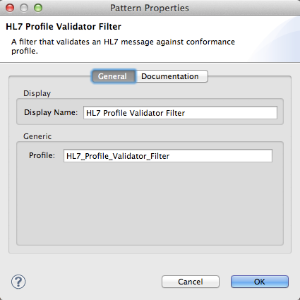 Pattern Properties
HL7 Profile Validator Filter
A filter that validates an HL7 message against conformance
profile.
General Documentation
Display
Display Name: HL7 Profile Validator Filter
Generic
Profile: HL7_Profile_Validator_Filter
? Cancel OK